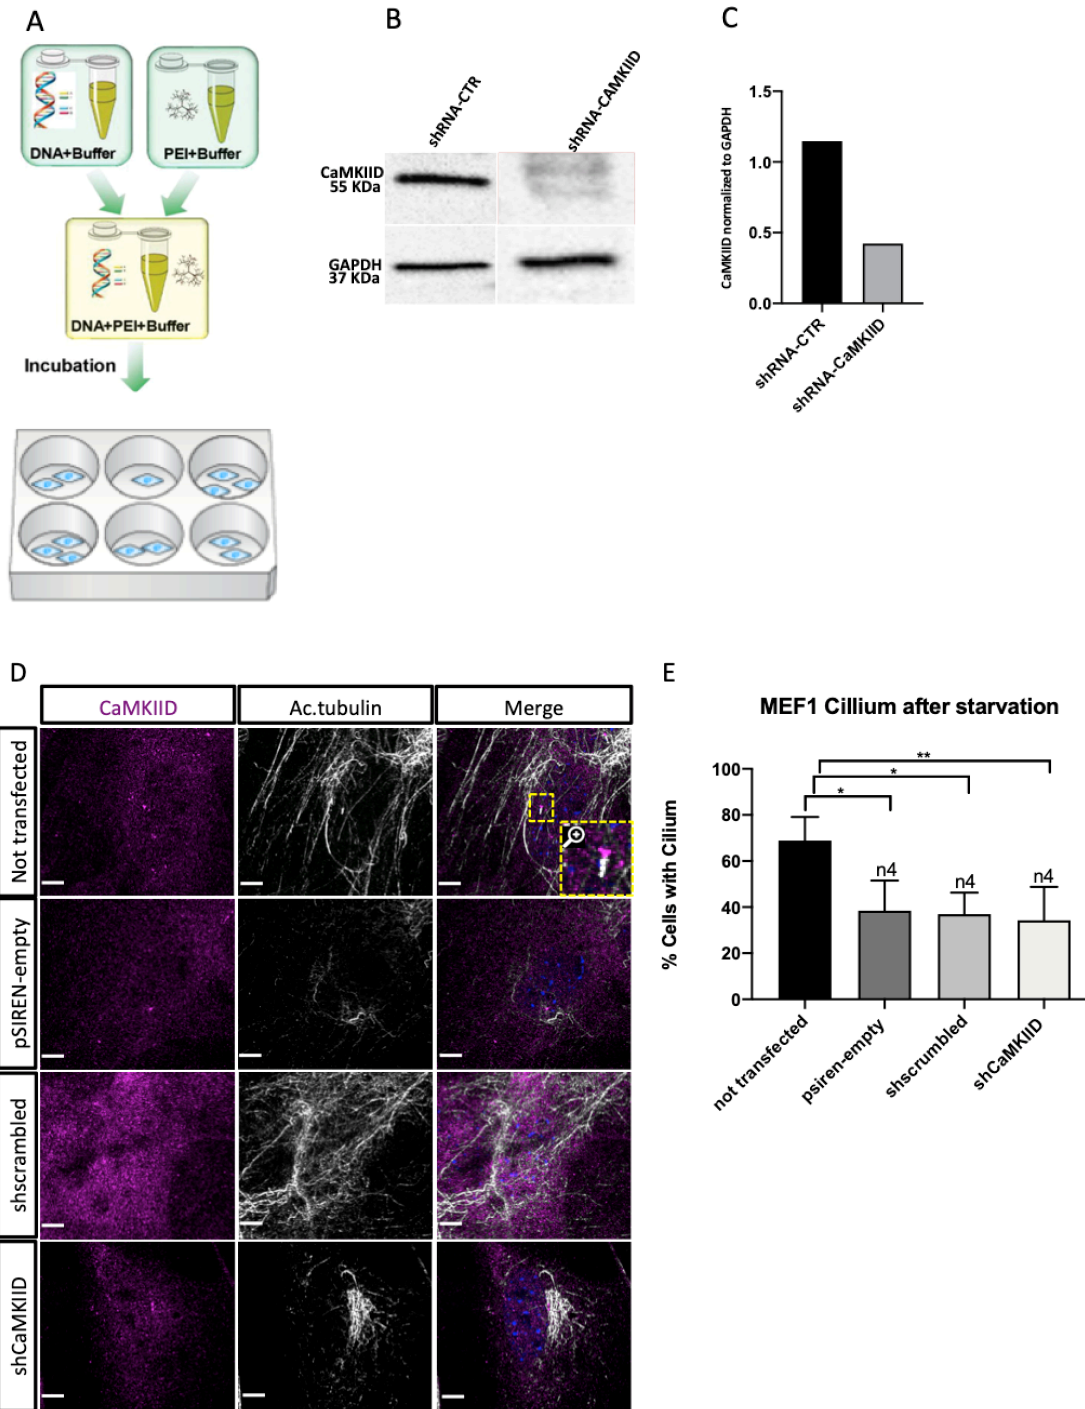 A
DNA+Buffer
PEI+Buffer
DNA+PEI+Buffer
Incubation
B
shRNA-CTR
shRNA-CAMKIID
CaMKIID
55 KDa
GAPDH
37 KDa
C
CaMKIID normalized to GAPDH
1.5
1.0
0.5
0.0
shRNA-CTR
shRNA-CaMKIID
D
CaMKIID
Ac.tubulin
Merge
Not transfected
pSIREN-empty
shscrambled
shCaMKIID
E
MEF1 Cillium after starvation
% Cells with Cilium
100
80
60
40
20
0
**
*
*
n4
n4
n4
not transfected
psiren-empty
shscrumbled
shCaMKIID